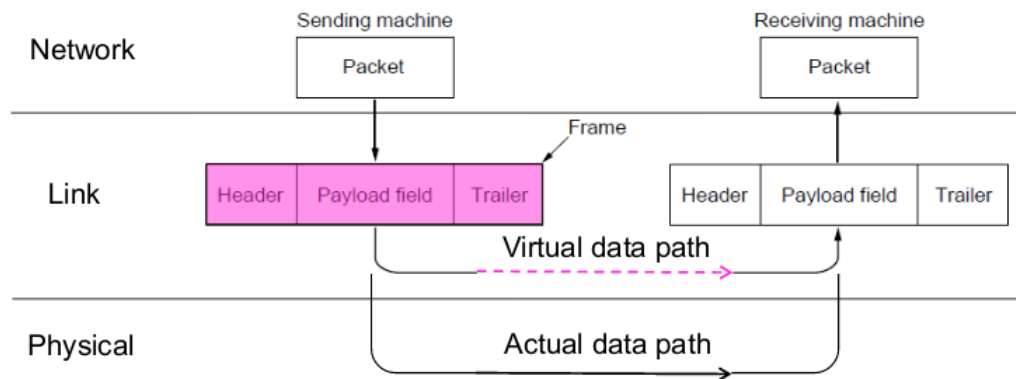 Sending machine
Receiving machine
Network
Packet
Packet
Frame
Link
Header
Payload field
Trailer
Header
Payload field
Trailer
Virtual data path
Physical
Actual data path